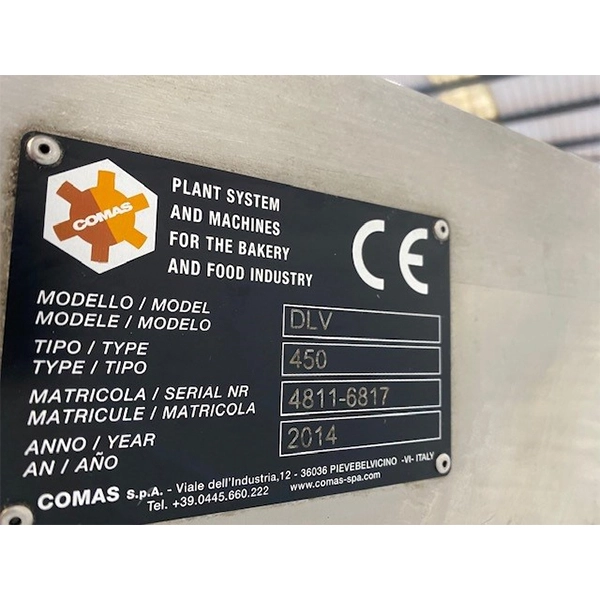 COMAS
PLANT SYSTEM
AND MACHINES
FOR THE BAKERY
AND FOOD INDUSTRY
CE
MODELLO / MODEL
MODELE / MODELO
DLV
TIPO / TYPE
TYPE / TIPO
450
MATRICOLA / SERIAL NR
MATRICULE / MATRICOLA
4811-6817
ANNO / YEAR
AN / AÑO
2014
COMAS S.p.A. - Viale dell'Industria,12 - 36036 PIEVEBELVICINO -VI- ITALY
Tel. +39.0445.660.222 www.comas-spa.com